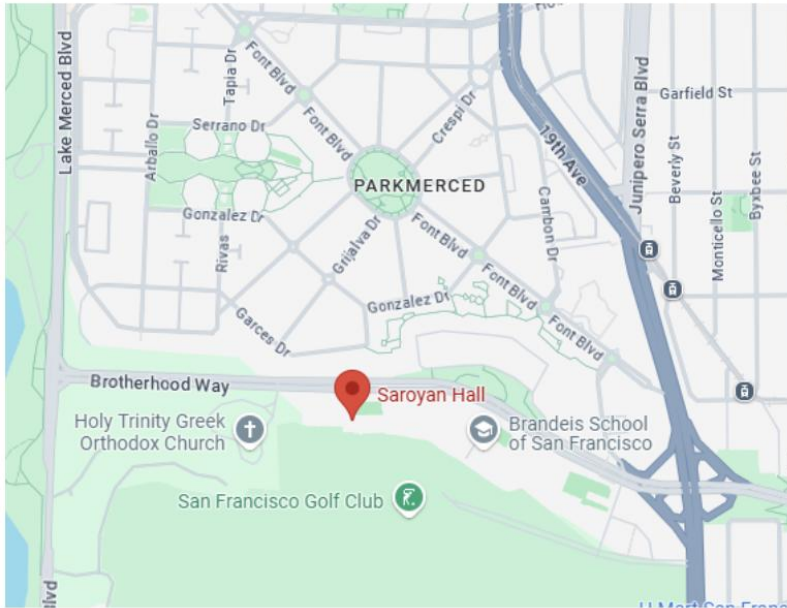 Lake Merced Blvd
Arballo Dr
Tapia Dr
Font Blvd
Font Blvd
Serrano Dr
Crespi Dr
19th Ave
Junipero Serra Blvd
Garfield St
Beverly St
Monticello St
Byxbee St
PARKMERCED
Gonzalez Dr
Rivas
Grijalva Dr
Font Blvd
Cambon Dr
Font Blvd
Gonzalez Dr
Font Blvd
Garces Dr
Brotherhood Way
Saroyan Hall
Holy Trinity Greek
Orthodox Church
Brandeis School
of San Francisco
San Francisco Golf Club
Blvd